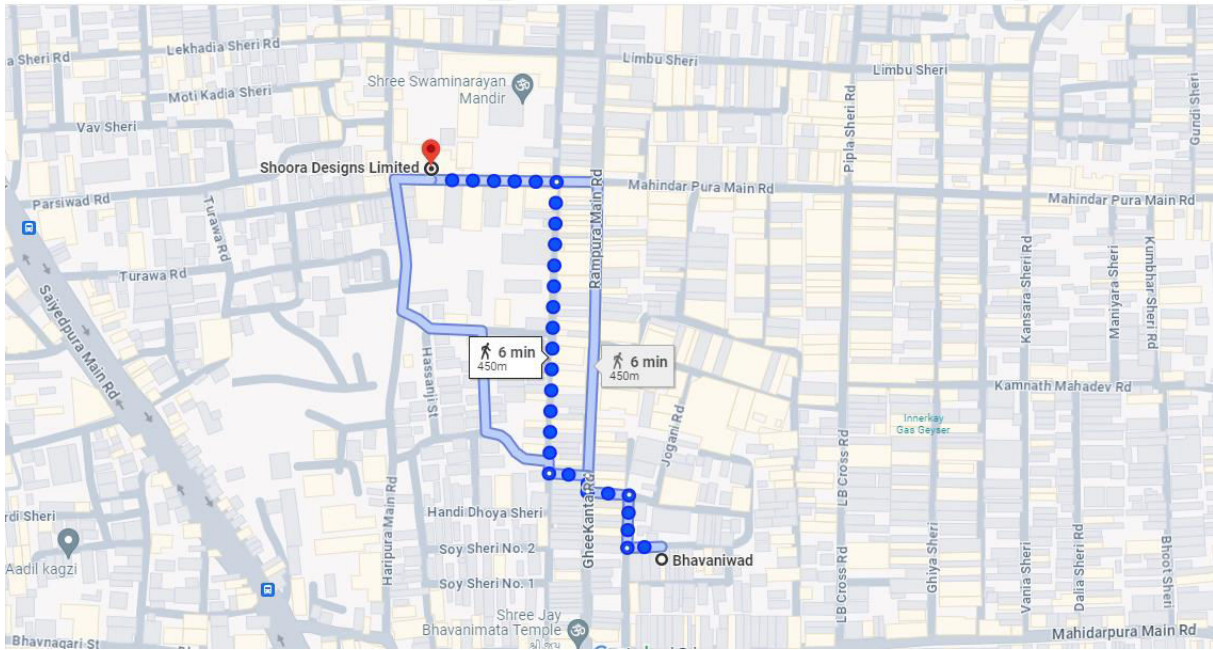 Lekhadia Sheri Rd
a Sheri Rd
Limbu Sheri
Limbu Sheri
Gundi Sheri
Shree Swaminarayan
Mandir
Moti Kadia Sheri
Pipla Sheri Rd
Vav Sheri
Shoora Designs Limited
Rampura Main Rd
Mahindar Pura Main Rd
Mahindar Pura Main Rd
Parsiwad Rd
Turawa Rd
Turawa Rd
Kansara Sheri Rd
Maniyara Sheri
Kumbhar Sheri Rd
Saiyedpura Main Rd
Hassanji St
6 min
450m
6 min
450m
Kamnath Mahadev Rd
Jogani Rd
Innerkay
Gas Geyser
LB Cross Rd
Haripura Main Rd
GheeKanta Rd
rdi Sheri
Handi Dhoya Sheri
Aadil kagzi
Soy Sheri No. 2
Bhavaniwad
Soy Sheri No. 1
LB Cross Rd
Ghiya Sheri
Vania Sheri
Dalia Sheri Rd
Bhoot Sheri
Shree Jay
Bhavanimata Temple
Bhavnagari St
Mahidarpura Main Rd